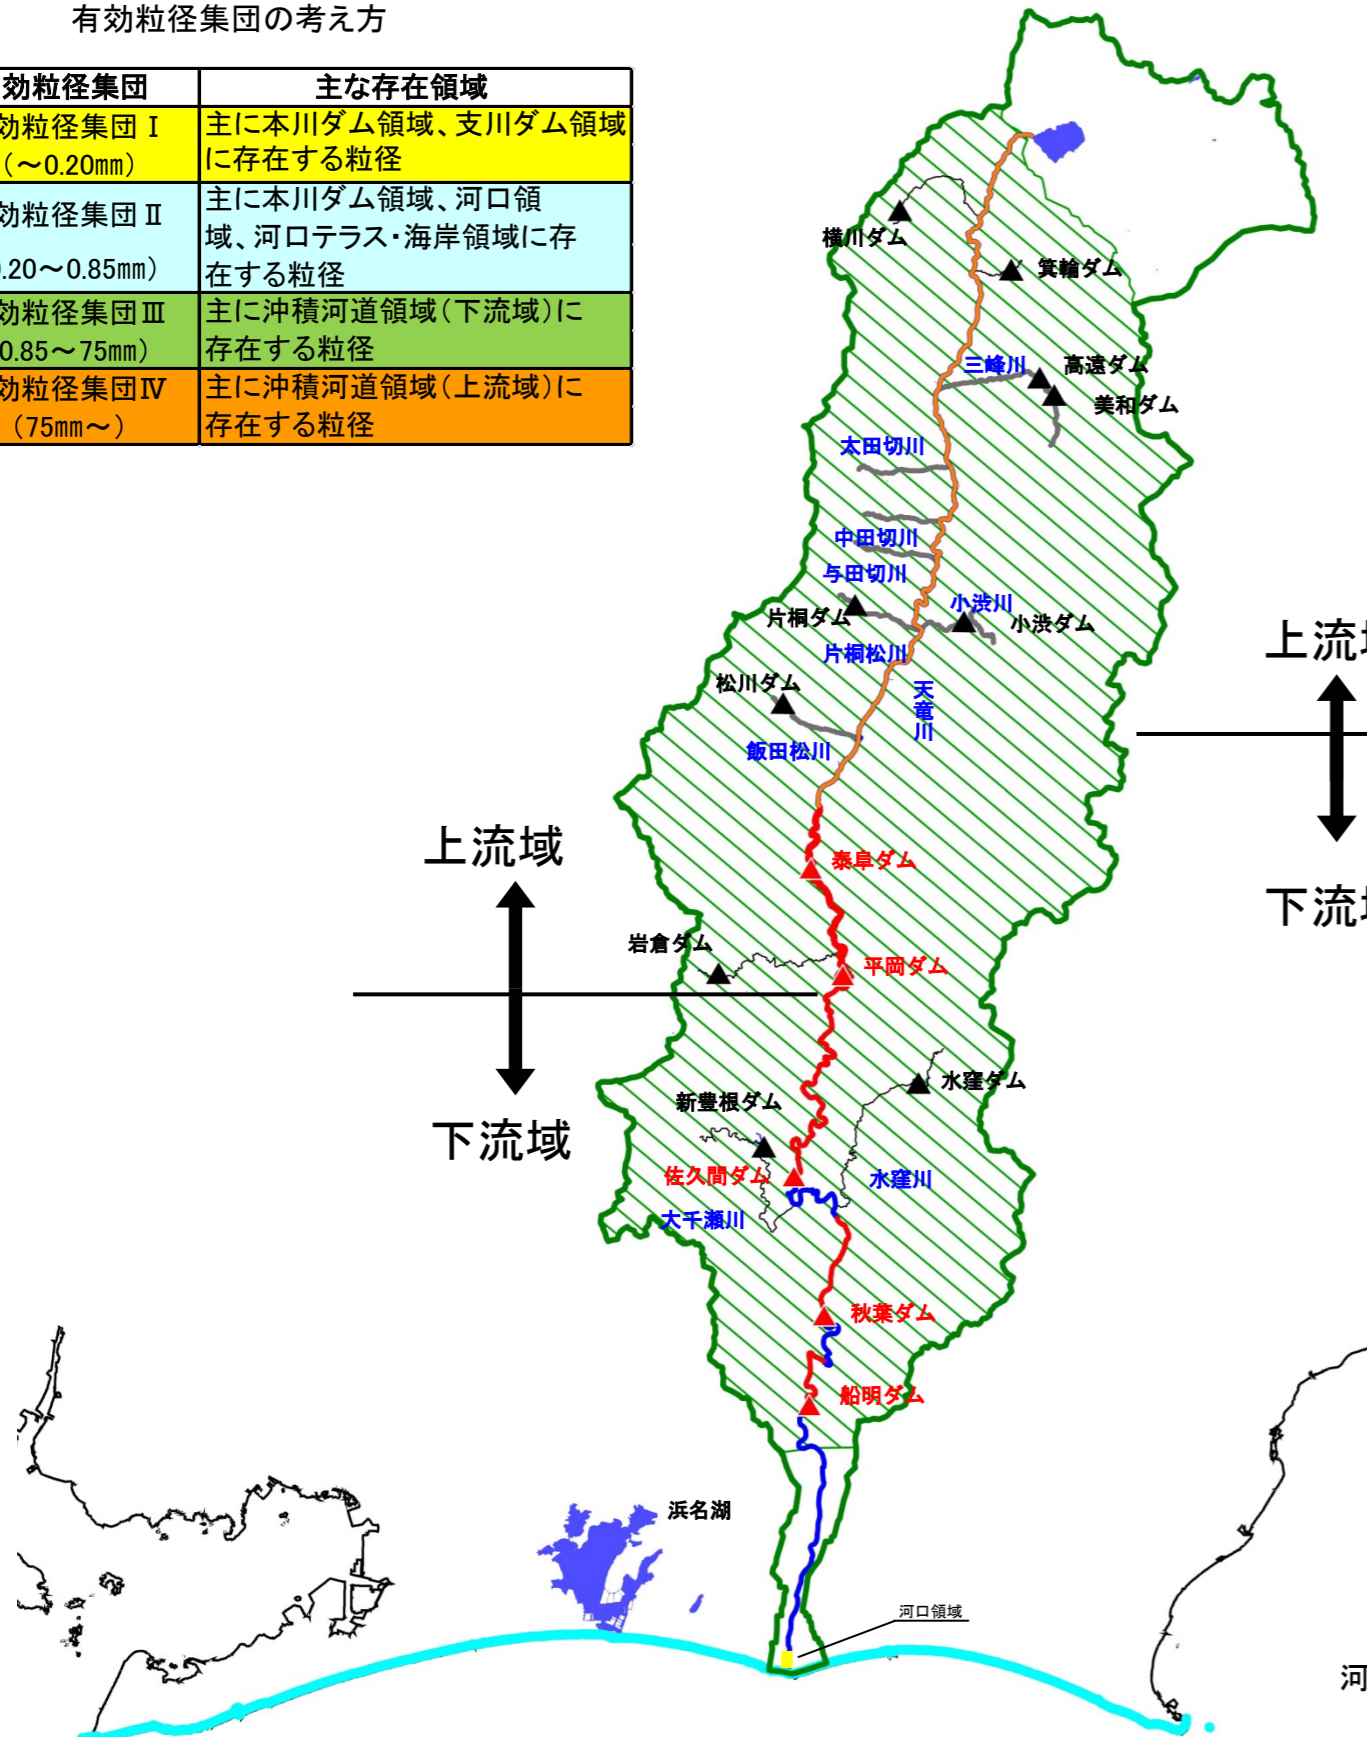 有効粒径集団の考え方
効粒径集団
主な存在領域
効粒径集団Ⅰ
(～0.20㎜)
主に本川ダム領域、支川ダム領域
に存在する粒径
効粒径集団Ⅱ
.20～0.85㎜)
主に本川ダム領域、河口領
域、河口テラス・海岸領域に存
在する粒径
効粒径集団Ⅲ
0.85～75㎜)
主に沖積河道領域(下流域)に
存在する粒径
効粒径集団Ⅳ
(75㎜～)
主に沖積河道領域(上流域)に
存在する粒径
横川ダム
箕輪ダム
三峰川
高遠ダム
美和ダム
太田切川
中田切川
与田切川
片桐ダム
小渋川
小渋ダム
片桐松川
松川ダム
天竜川
飯田松川
上流
下流
上流域
下流域
泰阜ダム
岩倉ダム
平岡ダム
水窪ダム
新豊根ダム
佐久間ダム
水窪川
大千瀬川
秋葉ダム
船明ダム
浜名湖
河口領域
河